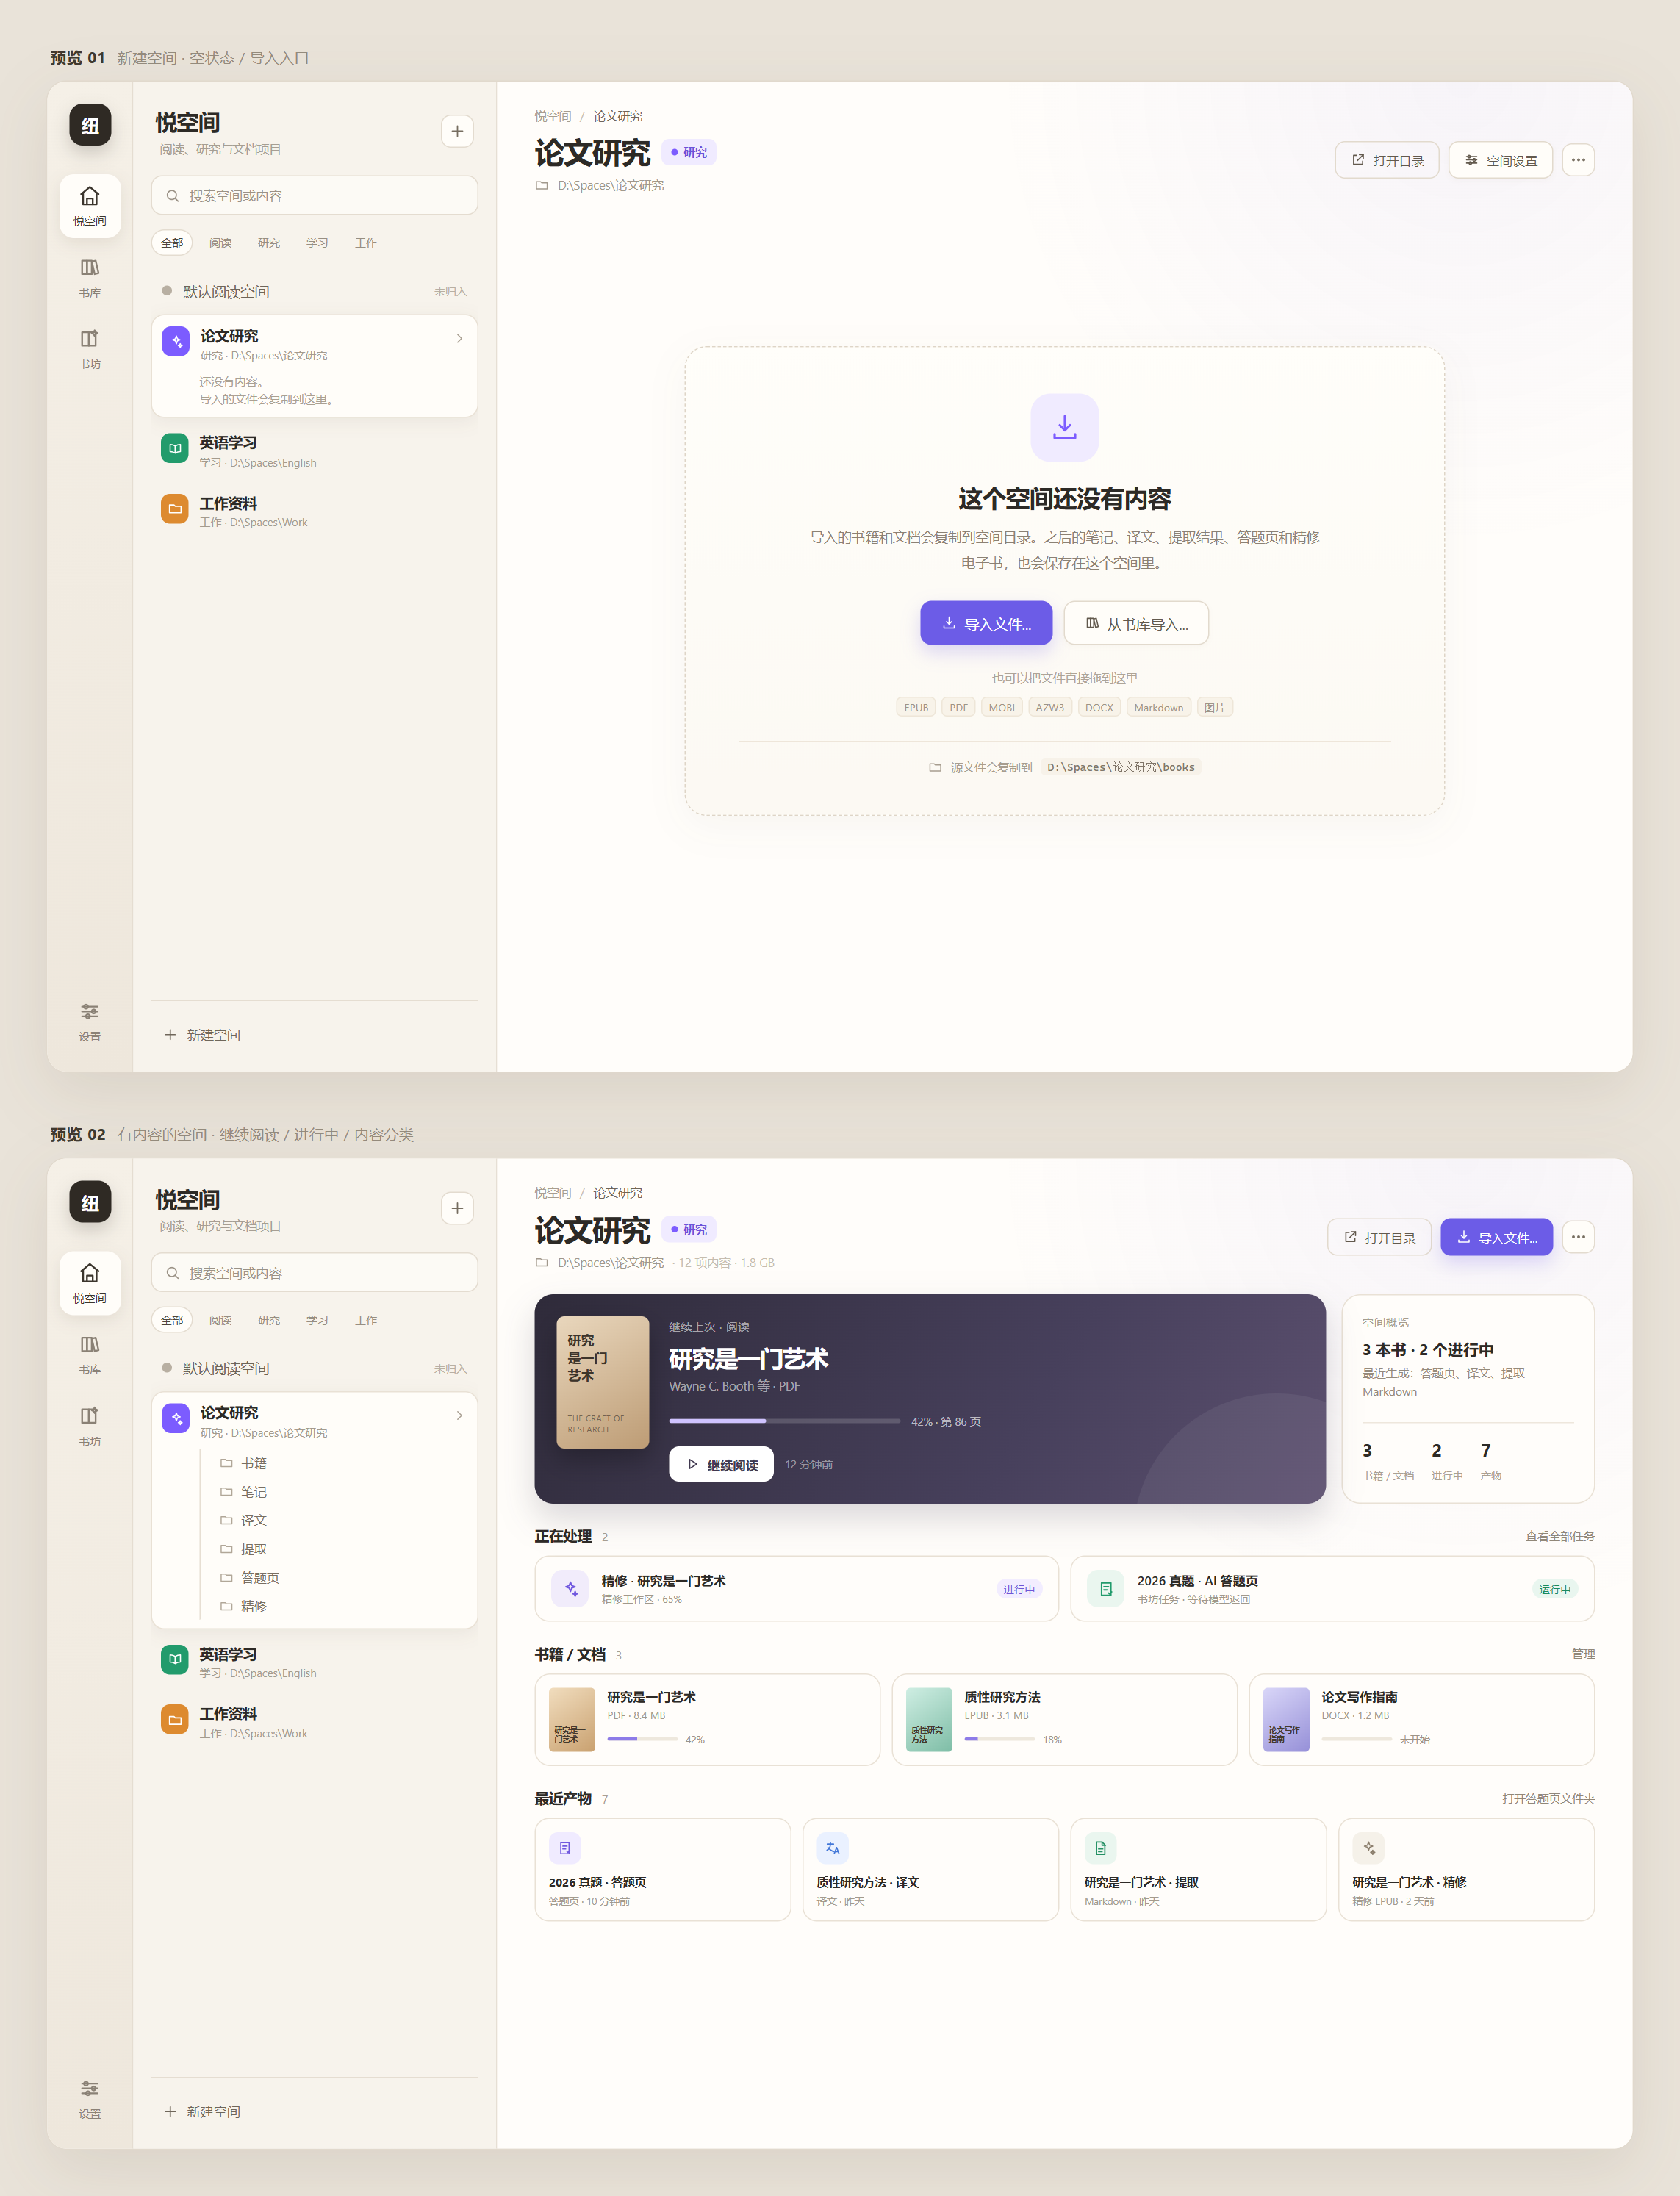 预览 01 新建空间 · 空状态 / 导入入口
纽
悦空间
书库
书坊
设置
悦空间
阅读、研究与文档项目
搜索空间或内容
全部 阅读 研究 学习 工作
默认阅读空间 未归入
论文研究
研究 · D:\Spaces\论文研究
还没有内容。
导入的文件会复制到这里。
英语学习
学习 · D:\Spaces\English
工作资料
工作 · D:\Spaces\Work
新建空间
悦空间 / 论文研究
论文研究 研究
D:\Spaces\论文研究
打开目录 空间设置
这个空间还没有内容
导入的书籍和文档会复制到空间目录。之后的笔记、译文、提取结果、答题页和精修
电子书，也会保存在这个空间里。
导入文件... 从书库导入...
也可以把文件直接拖到这里
EPUB PDF MOBI AZW3 DOCX Markdown 图片
源文件会复制到 D:\Spaces\论文研究\books
预览 02 有内容的空间 · 继续阅读 / 进行中 / 内容分类
纽
悦空间
书库
书坊
设置
悦空间
阅读、研究与文档项目
搜索空间或内容
全部 阅读 研究 学习 工作
默认阅读空间 未归入
论文研究
研究 · D:\Spaces\论文研究
书籍
笔记
译文
提取
答题页
精修
英语学习
学习 · D:\Spaces\English
工作资料
工作 · D:\Spaces\Work
新建空间
悦空间 / 论文研究
论文研究 研究
D:\Spaces\论文研究 · 12 项内容 · 1.8 GB
打开目录 导入文件...
研究
是一门
艺术
THE CRAFT OF
RESEARCH
继续上次 · 阅读
研究是一门艺术
Wayne C. Booth 等 · PDF
42% · 第 86 页
继续阅读 12 分钟前
空间概览
3 本书 · 2 个进行中
最近生成：答题页、译文、提取
Markdown
3 2 7
书籍 / 文档 进行中 产物
正在处理 2 查看全部任务
精修 · 研究是一门艺术
精修工作区 · 65%
进行中
2026 真题 · AI 答题页
书坊任务 · 等待模型返回
运行中
书籍 / 文档 3 管理
研究是一
门艺术
研究是一门艺术
PDF · 8.4 MB
42%
质性研究
方法
质性研究方法
EPUB · 3.1 MB
18%
论文写作
指南
论文写作指南
DOCX · 1.2 MB
未开始
最近产物 7 打开答题页文件夹
2026 真题 · 答题页
答题页 · 10 分钟前
质性研究方法 · 译文
译文 · 昨天
研究是一门艺术 · 提取
Markdown · 昨天
研究是一门艺术 · 精修
精修 EPUB · 2 天前